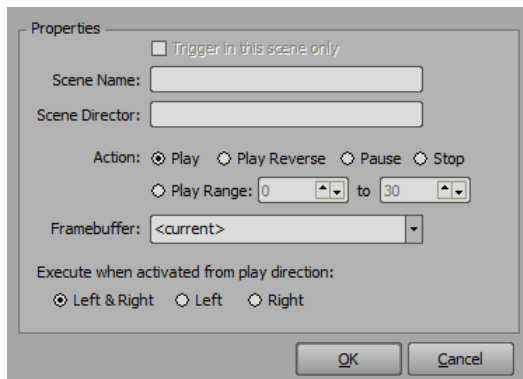 Properties
Trigger in this scene only
Scene Name:
Scene Director:
Action: Play Play Reverse Pause Stop
Play Range: 0 to 30
Framebuffer: <current>
Execute when activated from play direction:
Left & Right Left Right
OK Cancel